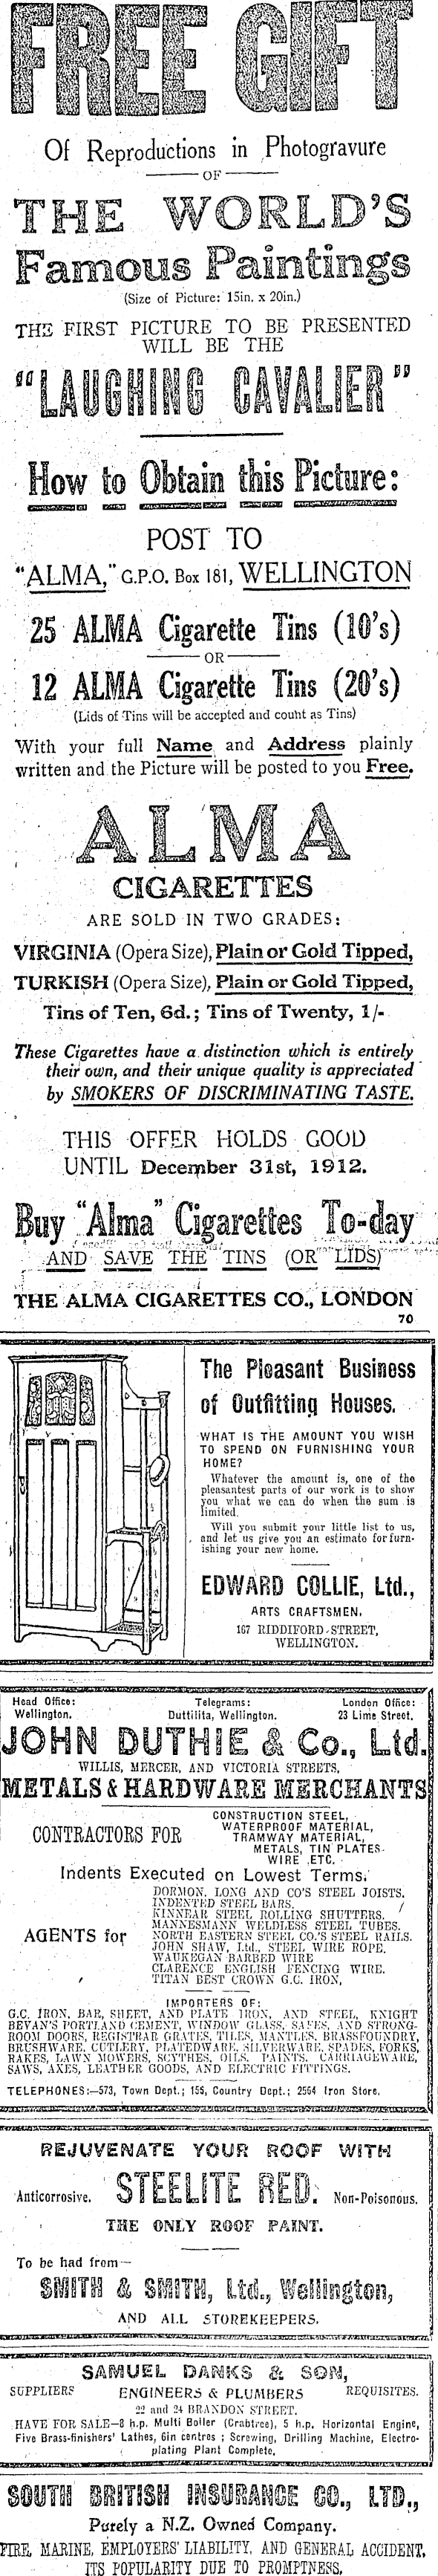 FREE GIFT
Of Reproductions in Photogravure
OF
THE WORLD'S
Famous Paintings
(Size of Picture: 15in. x 20in.)
THE FIRST PICTURE TO BE PRESENTED
WILL BE THE
"LAUGHING CAVALIER"
How to Obtain this Picture:
POST TO
"ALMA," G.P.O. Box 181, WELLINGTON
25 ALMA Cigarette Tins (10's)
OR
12 ALMA Cigarette Tins (20's)
(Lids of Tins will be accepted and count as Tins)
With your full Name and Address plainly
written and the Picture will be posted to you Free.
ALMA
CIGARETTES
ARE SOLD IN TWO GRADES:
VIRGINIA (Opera Size), Plain or Gold Tipped,
TURKISH (Opera Size), Plain or Gold Tipped,
Tins of Ten, 6d.; Tins of Twenty, 1/-
These Cigarettes have a distinction which is entirely
their own, and their unique quality is appreciated
by SMOKERS OF DISCRIMINATING TASTE.
THIS OFFER HOLDS GOOD
UNTIL December 31st, 1912.
Buy "Alma" Cigarettes To-day
AND SAVE THE TINS (OR LIDS)
THE ALMA CIGARETTES CO., LONDON
70
The Pleasant Business
of Outfitting Houses.
WHAT IS THE AMOUNT YOU WISH
TO SPEND ON FURNISHING YOUR
HOME?
Whatever the amount is, one of the
pleasantest parts of our work is to show
you what we can do when the sum is
limited.
Will you submit your little list to us,
and let us give you an estimate for furn-
ishing your new home.
EDWARD COLLIE, Ltd.,
ARTS CRAFTSMEN,
167 RIDDIFORD-STREET,
WELLINGTON.
Head Office: Telegrams: London Office:
Wellington. Duttilita, Wellington. 23 Lime Street.
JOHN DUTHIE & Co., Ltd.
WILLIS, MERCER, AND VICTORIA STREETS,
METALS & HARDWARE MERCHANTS
CONTRACTORS FOR
CONSTRUCTION STEEL,
WATERPROOF MATERIAL,
TRAMWAY MATERIAL,
METALS, TIN PLATES
WIRE ETC.
Indents Executed on Lowest Terms.
AGENTS for
DORMON, LONG AND CO'S STEEL JOISTS.
INDENTED STEEL BARS.
KINNEAR STEEL ROLLING SHUTTERS.
MANNESMANN WELDLESS STEEL TUBES.
NORTH EASTERN STEEL CO.'S STEEL RAILS.
JOHN SHAW, Ltd., STEEL WIRE ROPE.
WAUKEGAN BARBED WIRE
CLARENCE ENGLISH FENCING WIRE.
TITAN BEST CROWN G.C. IRON,
IMPORTERS OF:
G.C. IRON, BAR, SHEET, AND PLATE IRON, AND STEEL, KNIGHT
BEVAN'S PORTLAND CEMENT, WINDOW GLASS, SAFES, AND STRONG-
ROOM DOORS, REGISTRAR GRATES, TILES, MANTLES, BRASSFOUNDRY,
BRUSHWARE, CUTLERY, PLATEDWARE, SILVERWARE, SPADES, FORKS,
RAKES, LAWN MOWERS, SCYTHES, OILS, PAINTS, CARRIAGEWARE,
SAWS, AXES, LEATHER GOODS, AND ELECTRIC FITTINGS.
TELEPHONES:—573, Town Dept.; 155, Country Dept.; 2564 Iron Store.
REJUVENATE YOUR ROOF WITH
Anticorrosive. STEELITE RED. Non-Poisonous.
THE ONLY ROOF PAINT.
To be had from—
SMITH & SMITH, Ltd., Wellington,
AND ALL STOREKEEPERS.
SAMUEL DANKS & SON,
SUPPLIERS ENGINEERS & PLUMBERS REQUISITES.
22 and 24 BRANDON STREET.
HAVE FOR SALE—8 h.p. Multi Boiler (Crabtree), 5 h.p. Horizontal Engine,
Five Brass-finishers' Lathes, 6in centres; Screwing, Drilling Machine, Electro-
plating Plant Complete.
SOUTH BRITISH INSURANCE CO., LTD.,
Purely a N.Z. Owned Company.
FIRE, MARINE, EMPLOYERS' LIABILITY, AND GENERAL ACCIDENT.
ITS POPULARITY DUE TO PROMPTNESS.